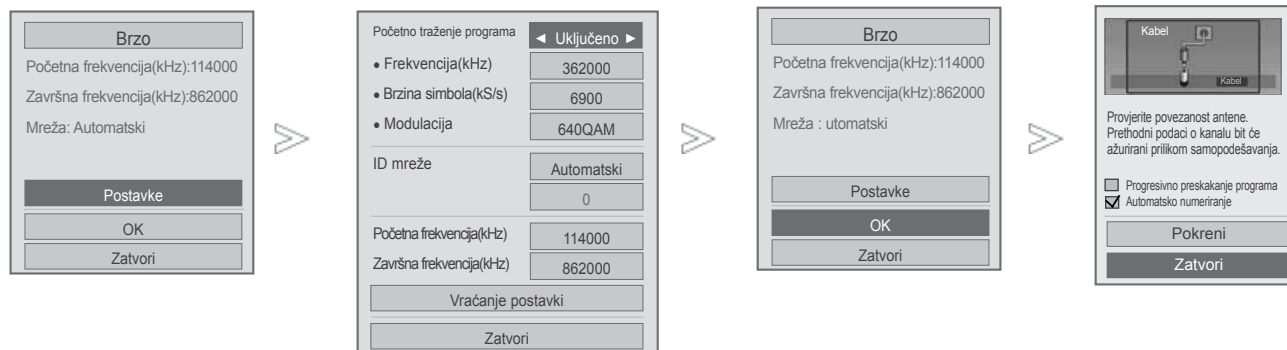 Brzo
Početna frekvencija(kHz):114000
Završna frekvencija(kHz):862000
Mreža: Automatski
Postavke
OK
Zatvori
Početno traženje programa ◄ Uključeno ►
• Frekvencija(kHz) 362000
• Brzina simbola(kS/s) 6900
• Modulacija 640QAM
ID mreže Automatski
0
Početna frekvencija(kHz) 114000
Završna frekvencija(kHz) 862000
Vraćanje postavki
Zatvori
Brzo
Početna frekvencija(kHz):114000
Završna frekvencija(kHz):862000
Mreža : utomatski
Postavke
OK
Zatvori
Kabel
Kabel
Provjerite povezanost antene.
Prethodni podaci o kanalu bit će
ažurirani prilikom samopodešavanja.
Progresivno preskakanje programa
Automatsko numeriranje
Pokreni
Zatvori